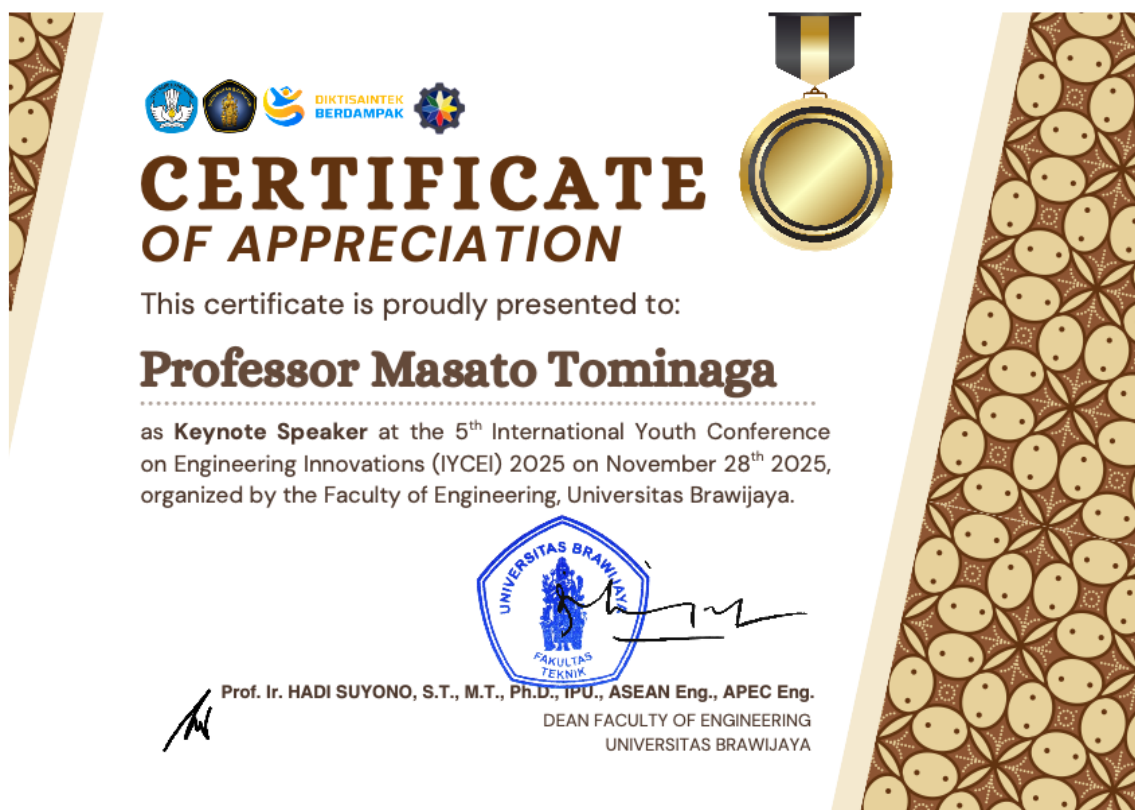 DIKTISAINTEK
BERDAMPAK
CERTIFICATE
OF APPRECIATION
This certificate is proudly presented to:
Professor Masato Tominaga
as Keynote Speaker at the 5th International Youth Conference
on Engineering Innovations (IYCEI) 2025 on November 28th 2025,
organized by the Faculty of Engineering, Universitas Brawijaya.
UNIVERSITAS BRAWIJAYA
FAKULTAS
TEKNIK
Prof. Ir. HADI SUYONO, S.T., M.T., Ph.D., IPU., ASEAN Eng., APEC Eng.
DEAN FACULTY OF ENGINEERING
UNIVERSITAS BRAWIJAYA